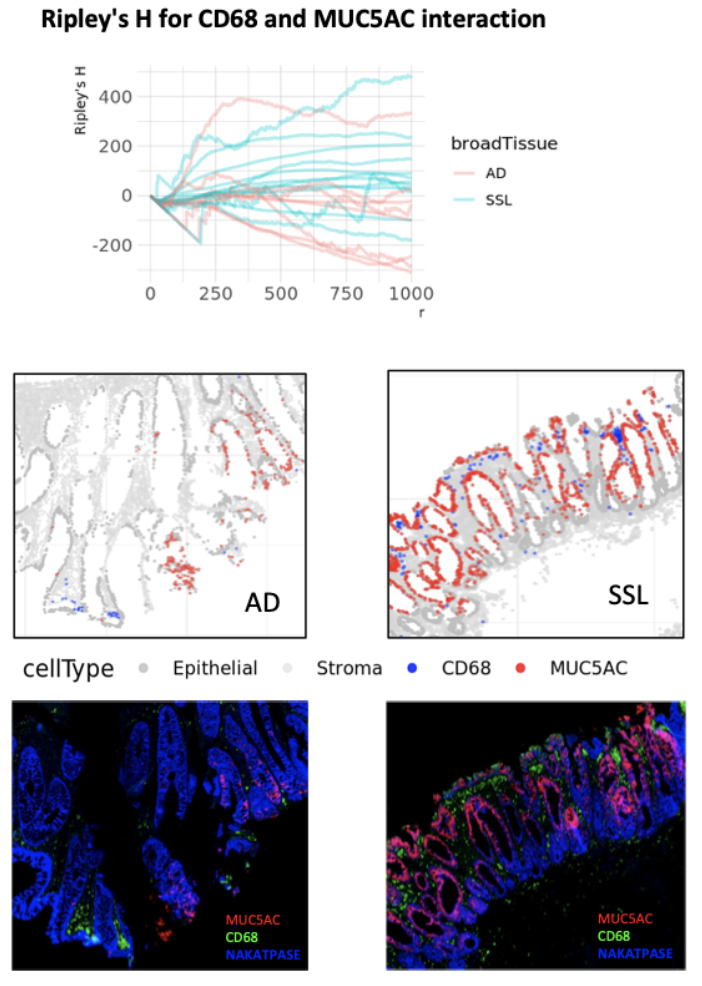 Ripley's H for CD68 and MUC5AC interaction
Ripley's H
400
200
0
-200
0 250 500 750 1000
r
broadTissue
AD
SSL
AD
SSL
cellType Epithelial Stroma CD68 MUC5AC
MUC5AC
CD68
NAKATPASE
MUC5AC
CD68
NAKATPASE